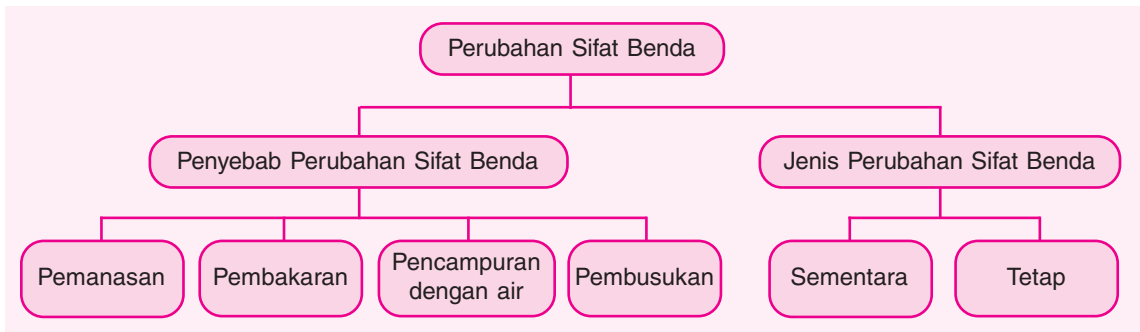 Perubahan Sifat Benda
Penyebab Perubahan Sifat Benda
Jenis Perubahan Sifat Benda
Pemanasan
Pembakaran
Pencampuran
dengan air
Pembusukan
Sementara
Tetap